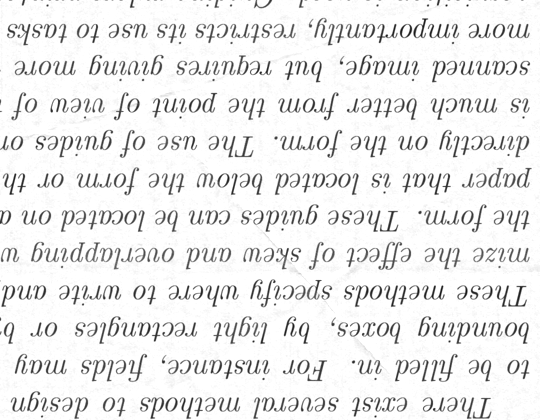 There exist several methods to design
to be filled in. For instance, fields may
bounding boxes, by light rectangles or
These methods specify where to write and
mize the effect of skew and overlapping
the form. These guides can be located on
paper that is located below the form or
directly on the form. The use of guides
is much better from the point of view of
scanned image, but requires giving more
more importantly, restricts its use to tasks